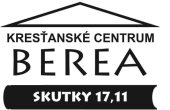 KRESŤANSKÉ CENTRUM
BEREA
SKUTKY 17,11